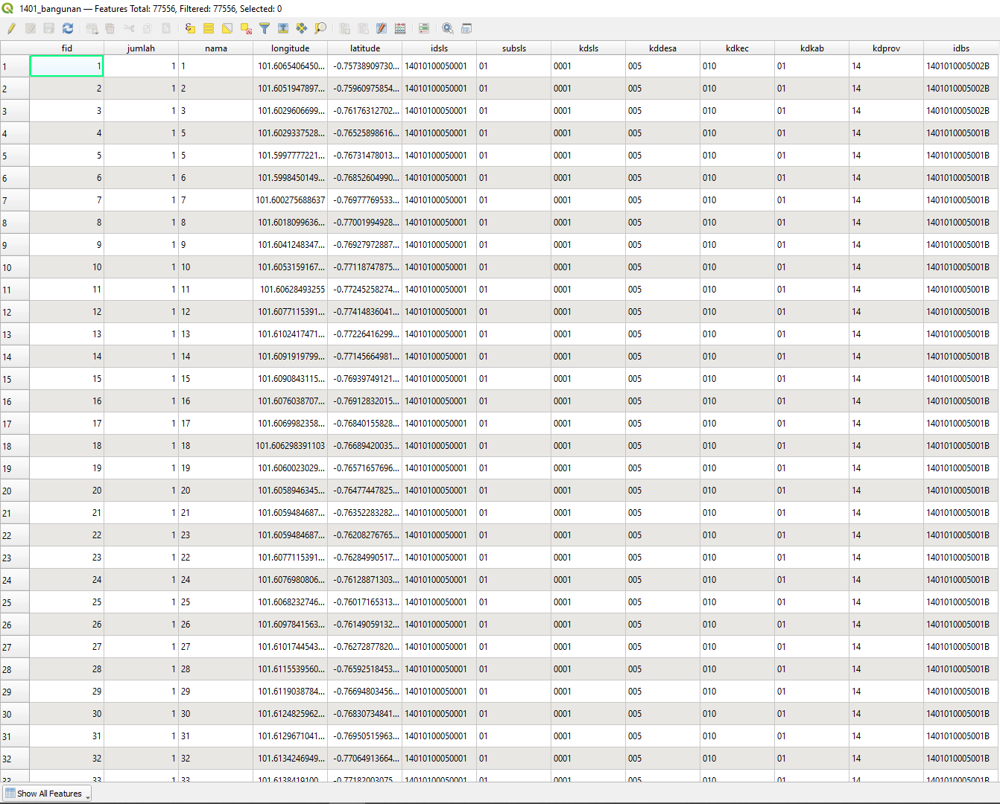 1401_bangunan — Features Total: 77556, Filtered: 77556, Selected: 0
fid jumlah nama longitude latitude idsls subsls kdsls kddesa kdkec kdkab kdprov idbs
1 1 1 1 101.6065406450... -0.75738909730... 14010100050001 01 0001 005 010 01 14 1401010005002B
2 2 1 2 101.6051947897... -0.75960975854... 14010100050001 01 0001 005 010 01 14 1401010005002B
3 3 1 3 101.6029606699... -0.76176312702... 14010100050001 01 0001 005 010 01 14 1401010005002B
4 4 1 5 101.6029337528... -0.76525898616... 14010100050001 01 0001 005 010 01 14 1401010005001B
5 5 1 5 101.5997777221... -0.76731478013... 14010100050001 01 0001 005 010 01 14 1401010005001B
6 6 1 6 101.5998450149... -0.76852604990... 14010100050001 01 0001 005 010 01 14 1401010005001B
7 7 1 7 101.600275688637 -0.76977769533... 14010100050001 01 0001 005 010 01 14 1401010005001B
8 8 1 8 101.6018099636... -0.77001994928... 14010100050001 01 0001 005 010 01 14 1401010005001B
9 9 1 9 101.6041248347... -0.76927972887... 14010100050001 01 0001 005 010 01 14 1401010005001B
10 10 1 10 101.6053159167... -0.77118747875... 14010100050001 01 0001 005 010 01 14 1401010005001B
11 11 1 11 101.60628493255 -0.77245258274... 14010100050001 01 0001 005 010 01 14 1401010005001B
12 12 1 12 101.6077115391... -0.77414836041... 14010100050001 01 0001 005 010 01 14 1401010005001B
13 13 1 13 101.6102417471... -0.77226416299... 14010100050001 01 0001 005 010 01 14 1401010005001B
14 14 1 14 101.6091919799... -0.77145664981... 14010100050001 01 0001 005 010 01 14 1401010005001B
15 15 1 15 101.6090843115... -0.76939749121... 14010100050001 01 0001 005 010 01 14 1401010005001B
16 16 1 16 101.6076038707... -0.76912832015... 14010100050001 01 0001 005 010 01 14 1401010005001B
17 17 1 17 101.6069982358... -0.76840155828... 14010100050001 01 0001 005 010 01 14 1401010005001B
18 18 1 18 101.606298391103 -0.76689420035... 14010100050001 01 0001 005 010 01 14 1401010005001B
19 19 1 19 101.6060023029... -0.76571657696... 14010100050001 01 0001 005 010 01 14 1401010005001B
20 20 1 20 101.6058946345... -0.76477447825... 14010100050001 01 0001 005 010 01 14 1401010005001B
21 21 1 21 101.6059484687... -0.76352283282... 14010100050001 01 0001 005 010 01 14 1401010005001B
22 22 1 23 101.6059484687... -0.76208276765... 14010100050001 01 0001 005 010 01 14 1401010005001B
23 23 1 22 101.6077115391... -0.76284990517... 14010100050001 01 0001 005 010 01 14 1401010005001B
24 24 1 24 101.6076980806... -0.76128871303... 14010100050001 01 0001 005 010 01 14 1401010005001B
25 25 1 25 101.6068232746... -0.76017165313... 14010100050001 01 0001 005 010 01 14 1401010005001B
26 26 1 26 101.6097841563... -0.76149059132... 14010100050001 01 0001 005 010 01 14 1401010005001B
27 27 1 27 101.6101744543... -0.76272877820... 14010100050001 01 0001 005 010 01 14 1401010005001B
28 28 1 28 101.6115539560... -0.76592518453... 14010100050001 01 0001 005 010 01 14 1401010005001B
29 29 1 29 101.6119038784... -0.76694803456... 14010100050001 01 0001 005 010 01 14 1401010005001B
30 30 1 30 101.6124825962... -0.76830734841... 14010100050001 01 0001 005 010 01 14 1401010005001B
31 31 1 31 101.6129671041... -0.76950515963... 14010100050001 01 0001 005 010 01 14 1401010005001B
32 32 1 32 101.6134246949... -0.77064913664... 14010100050001 01 0001 005 010 01 14 1401010005001B
33 33 1 33 101.6138419100... -0.77182003075... 14010100050001 01 0001 005 010 01 14 1401010005001B
Show All Features